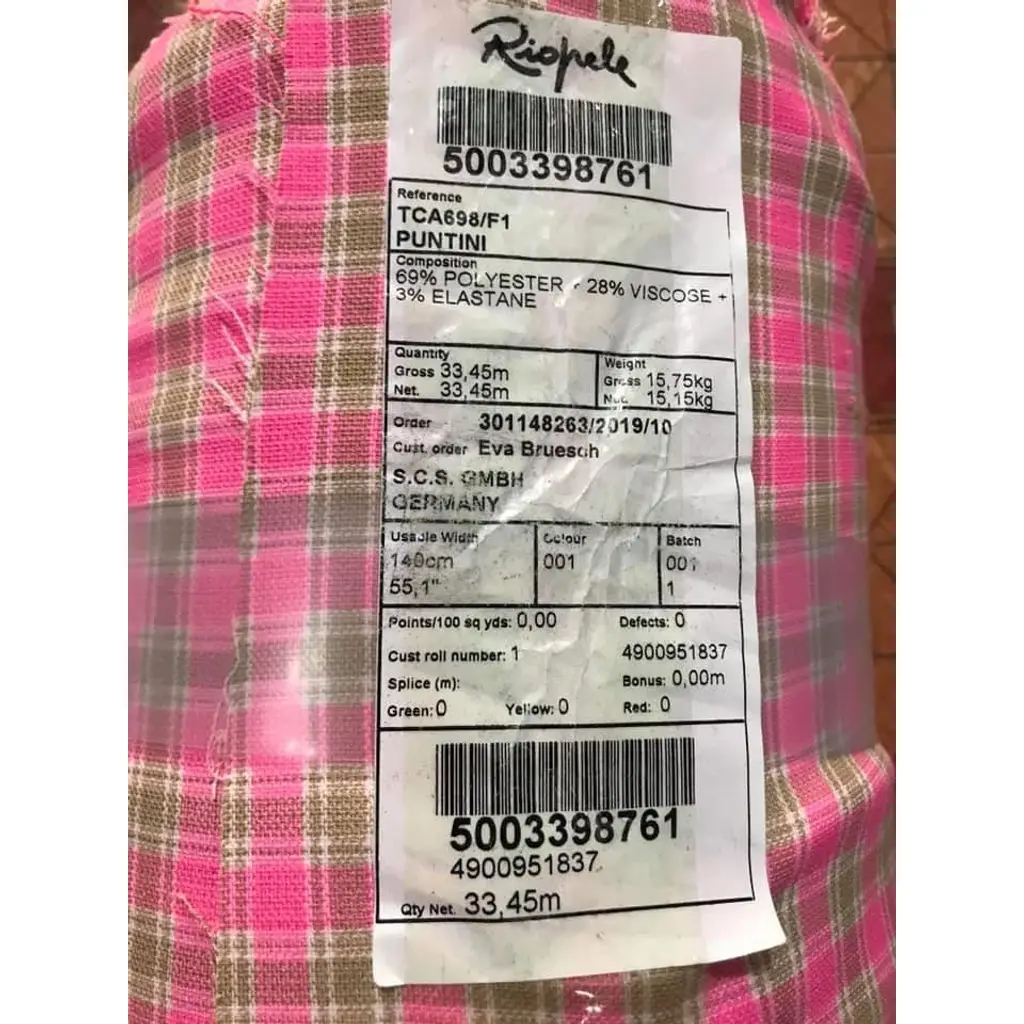 Riopele
5003398761
Reference
TCA698/F1
PUNTINI
Composition
69% POLYESTER + 28% VISCOSE +
3% ELASTANE
Quantity
Gross 33,45m
Net. 33,45m
Weight
Gross 15,75kg
Net. 15,15kg
Order 301148263/2019/10
Cust. order Eva Bruesch
S.C.S. GMBH
GERMANY
Usable Width
140cm
55,1"
Colour
001
Batch
001
1
Points/100 sq yds: 0,00 Defects: 0
Cust roll number: 1 4900951837
Splice (m): Bonus: 0,00m
Green: 0 Yellow: 0 Red: 0
5003398761
4900951837
Qty Net. 33,45m